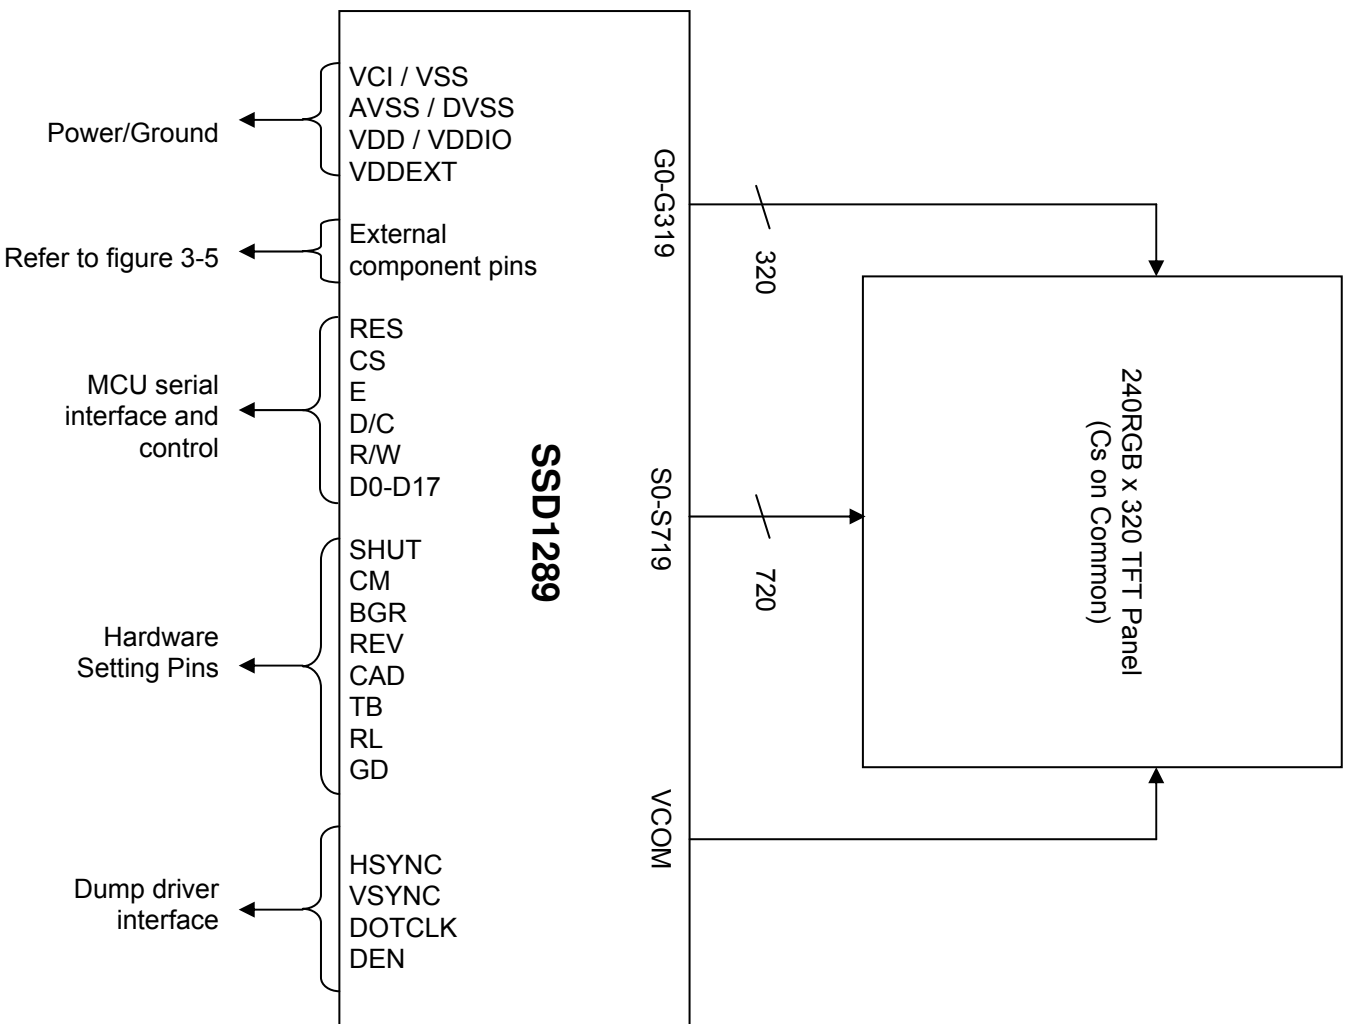 Power/Ground
VCI / VSS
AVSS / DVSS
VDD / VDDIO
VDDEXT
Refer to figure 3-5
External
component pins
MCU serial
interface and
control
RES
CS
E
D/C
R/W
D0-D17
Hardware
Setting Pins
SHUT
CM
BGR
REV
CAD
TB
RL
GD
Dump driver
interface
HSYNC
VSYNC
DOTCLK
DEN
SSD1289
G0-G319
320
S0-S719
720
VCOM
240RGB x 320 TFT Panel
(Cs on Common)